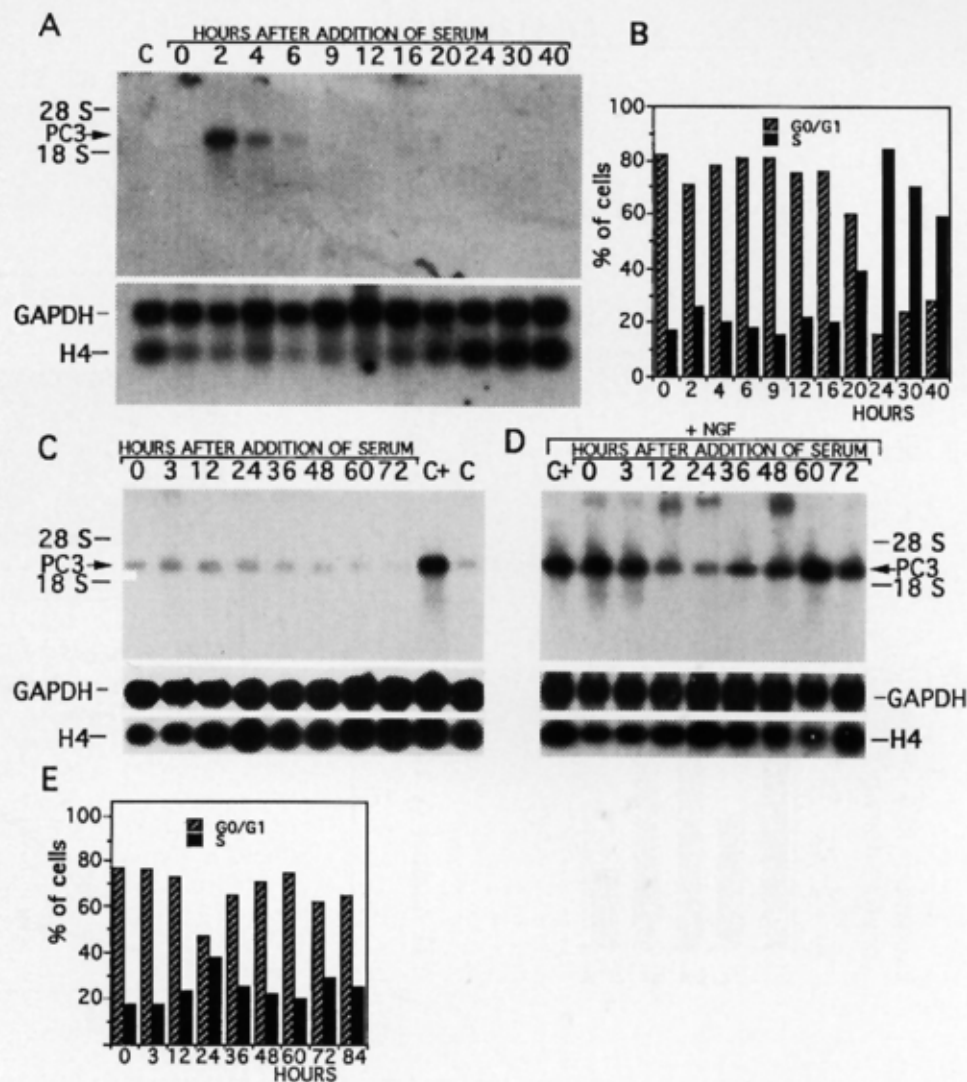 A
HOURS AFTER ADDITION OF SERUM
C 0 2 4 6 9 12 16 20 24 30 40
28 S
PC3
18 S
GAPDH
H4
B
% of cells
100
80
60
40
20
0
G0/G1
S
0 2 4 6 9 12 16 20 24 30 40
HOURS
C
HOURS AFTER ADDITION OF SERUM
0 3 12 24 36 48 60 72 C+ C
28 S
PC3
18 S
GAPDH
H4
D
+ NGF
HOURS AFTER ADDITION OF SERUM
C+ 0 3 12 24 36 48 60 72
28 S
PC3
18 S
GAPDH
H4
E
% of cells
100
80
60
40
20
G0/G1
S
0 3 12 24 36 48 60 72 84
HOURS